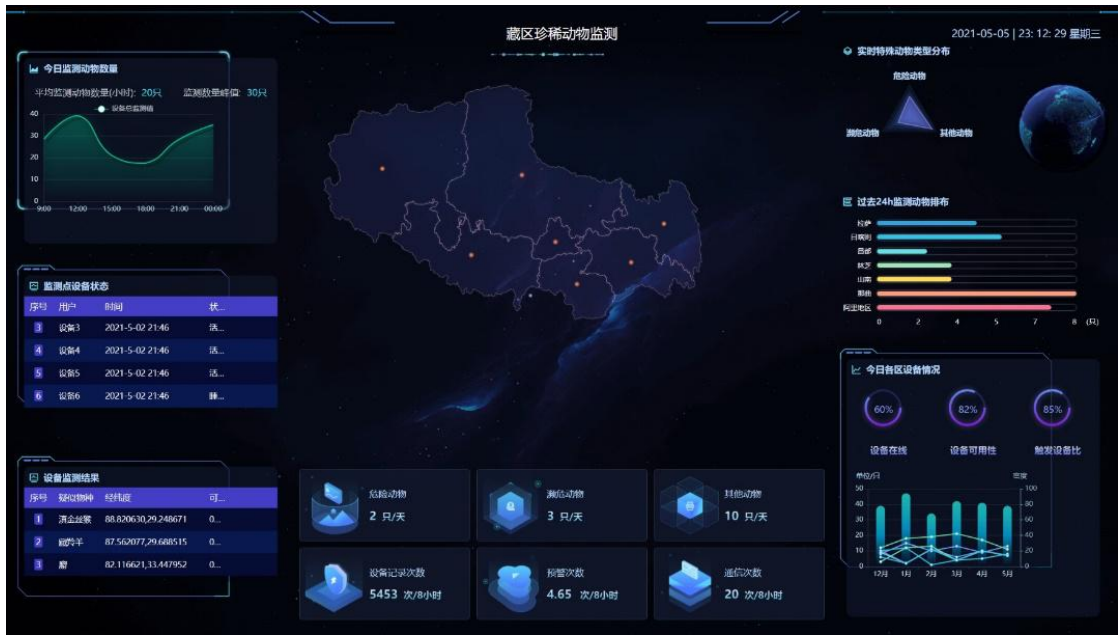 藏区珍稀动物监测
2021-05-05 | 23: 12: 29 星期三
今日监测动物数量
平均监测动物数量(小时): 20只 监测数量峰值: 30只
设备总监测值
40
30
20
10
0
9:00 12:00 15:00 18:00 21:00 00:00
监测点设备状态
序号 用户 时间 状...
3 设备3 2021-5-02 21:46 活...
4 设备4 2021-5-02 21:46 活...
5 设备5 2021-5-02 21:46 活...
6 设备6 2021-5-02 21:46
设备监测结果
序号 疑似物种 经纬度 可...
1 滇金丝猴 88.820630,29.248671 0...
2 87.562077,29.688515 0...
3 82.116621,33.447952 0...
危险动物
2 只/天
濒危动物
3 只/天
其他动物
10 只/天
设备记录次数
5453 次/8小时
预警次数
4.65 次/8小时
通信次数
20 次/8小时
实时特殊动物类型分布
危险动物
濒危动物
其他动物
过去24h监测动物排布
拉萨
日喀则
昌都
林芝
山南
那曲
阿里地区
0 2 4 5 7 8 (只)
今日各区设备情况
60% 82% 85%
设备在线 设备可用性 触发设备比
单位/只
50
40
30
20
10
0
密度
100
80
60
40
20
0
12月 1月 2月 3月 4月 5月